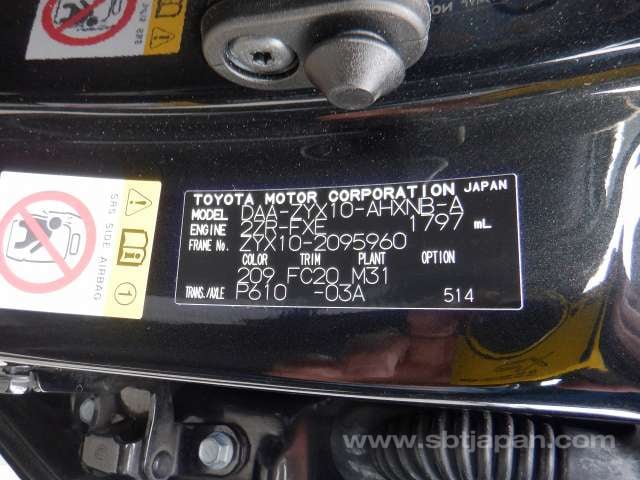 TOYOTA MOTOR CORPORATION JAPAN
MODEL DAA-ZYX10-AHXNB-A
ENGINE 2ZR-FXE 1797 mL
FRAME No. ZYX10-2095960
COLOR TRIM PLANT OPTION
209 FC20 M31
TRANS./AXLE P610 -03A 514
SRS SIDE AIRBAG
1
www.sbtjapan.com